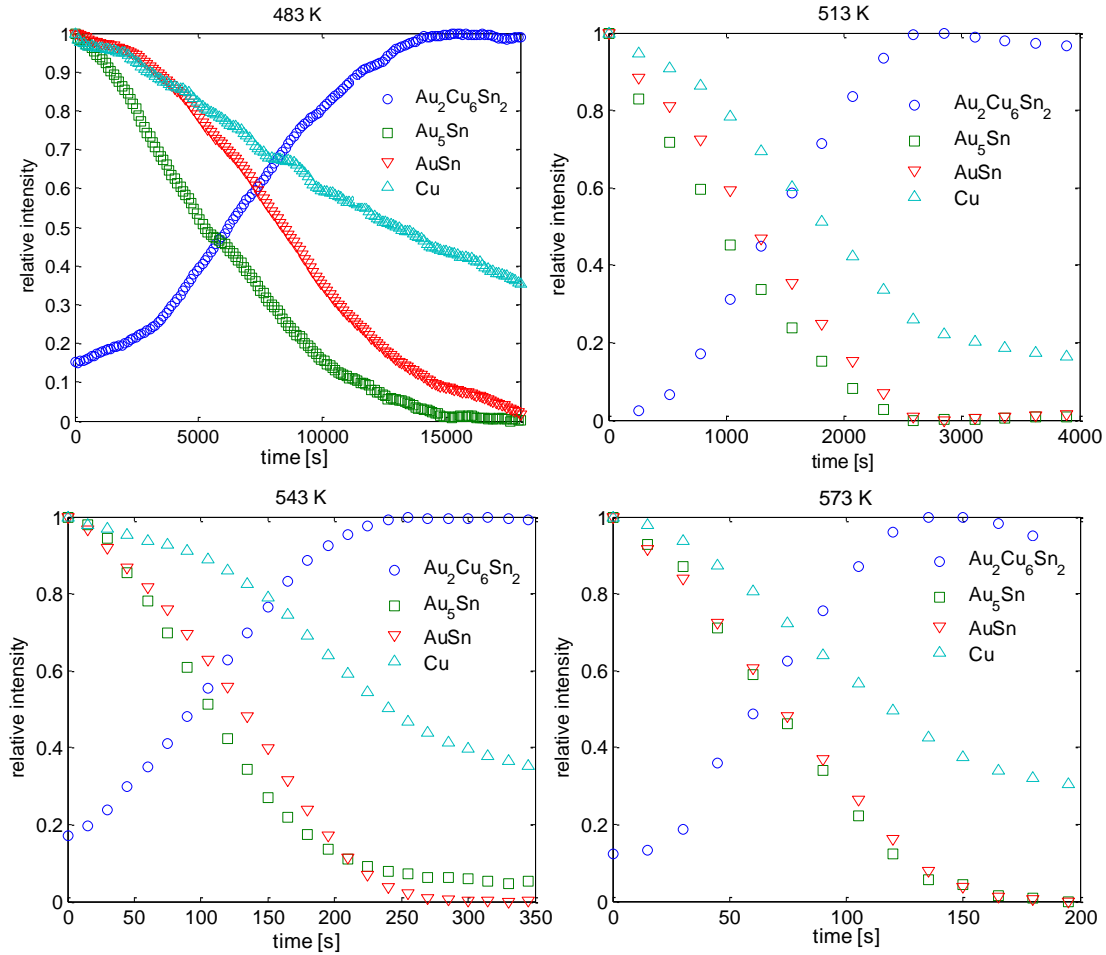 483 K
1
0.9
0.8
0.7
0.6
0.5
0.4
0.3
0.2
0.1
0
0 5000 10000 15000
relative intensity
time [s]
Au2Cu6Sn2
Au5Sn
AuSn
Cu
513 K
1
0.8
0.6
0.4
0.2
0
0 1000 2000 3000 4000
relative intensity
time [s]
Au2Cu6Sn2
Au5Sn
AuSn
Cu
543 K
1
0.8
0.6
0.4
0.2
0
0 50 100 150 200 250 300 350
relative intensity
time [s]
Au2Cu6Sn2
Au5Sn
AuSn
Cu
573 K
1
0.8
0.6
0.4
0.2
0
0 50 100 150 200
relative intensity
time [s]
Au2Cu6Sn2
Au5Sn
AuSn
Cu